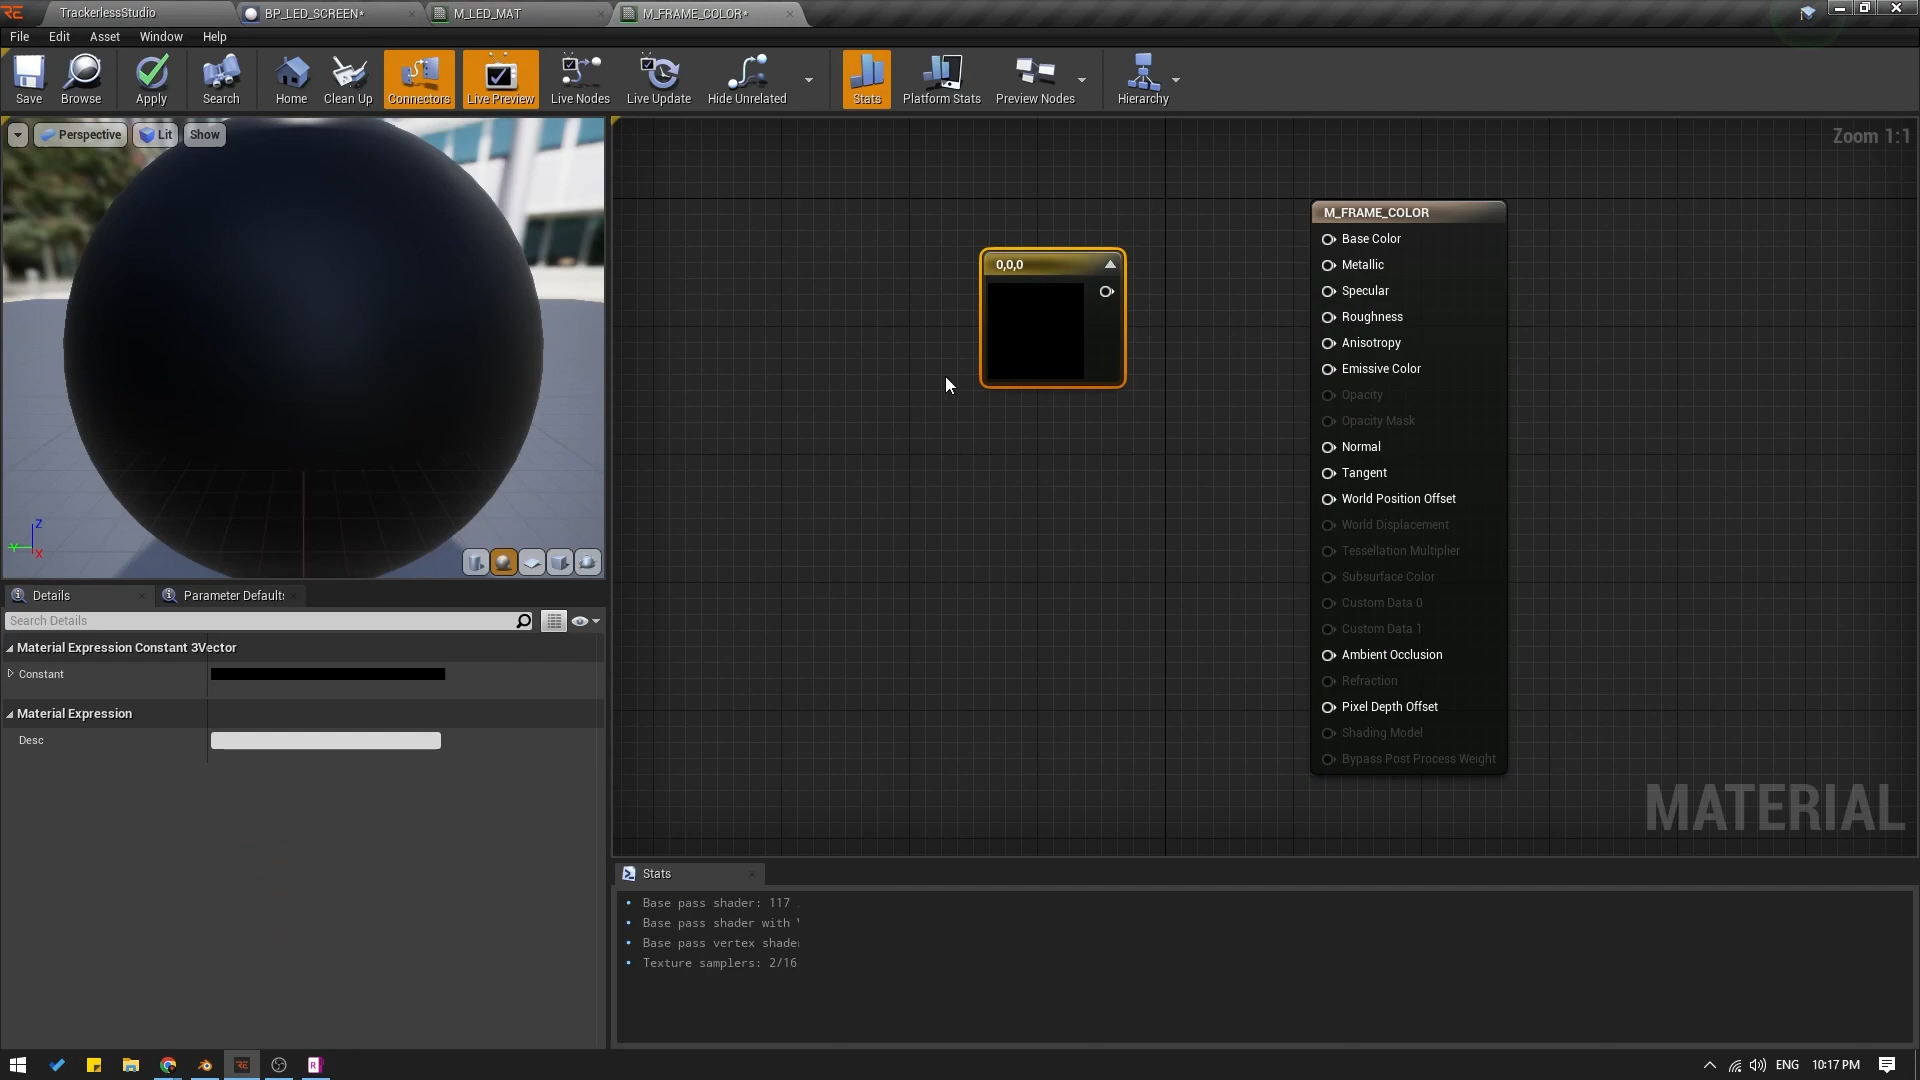 TrackerlessStudio
BP_LED_SCREEN*
M_LED_MAT
M_FRAME_COLOR*
File Edit Asset Window Help
Save Browse Apply Search Home Clean Up Connectors Live Preview Live Nodes Live Update Hide Unrelated Stats Platform Stats Preview Nodes Hierarchy
Perspective Lit Show
Zoom 1:1
M_FRAME_COLOR
Base Color
Metallic
Specular
Roughness
Anisotropy
Emissive Color
Opacity
Opacity Mask
Normal
Tangent
World Position Offset
World Displacement
Tessellation Multiplier
Subsurface Color
Custom Data 0
Custom Data 1
Ambient Occlusion
Refraction
Pixel Depth Offset
Shading Model
Bypass Post Process Weight
0,0,0
MATERIAL
Z
Y
X
Details
Parameter Defaults
Search Details
Material Expression Constant 3Vector
Constant
Material Expression
Desc
Stats
Base pass shader: 117
Base pass shader with
Base pass vertex shader
Texture samplers: 2/16
ENG 10:17 PM